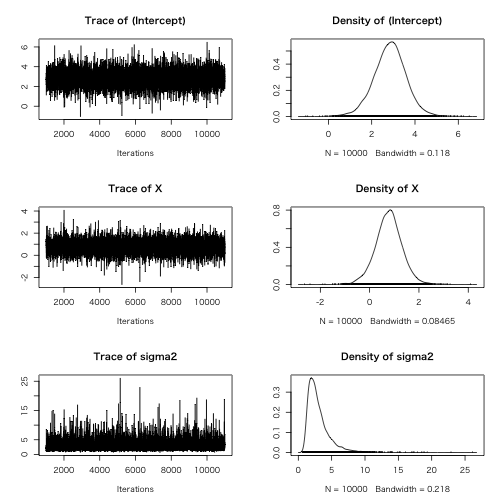 Trace of (Intercept)
0 2 4 6
2000 4000 6000 8000 10000
Iterations
Density of (Intercept)
0.0 0.2 0.4
0 2 4 6
N = 10000 Bandwidth = 0.118
Trace of X
-2 0 2 4
2000 4000 6000 8000 10000
Iterations
Density of X
0.0 0.4 0.8
-2 0 2 4
N = 10000 Bandwidth = 0.08465
Trace of sigma2
0 5 15 25
2000 4000 6000 8000 10000
Iterations
Density of sigma2
0.0 0.1 0.2 0.3
0 5 10 15 20 25
N = 10000 Bandwidth = 0.218